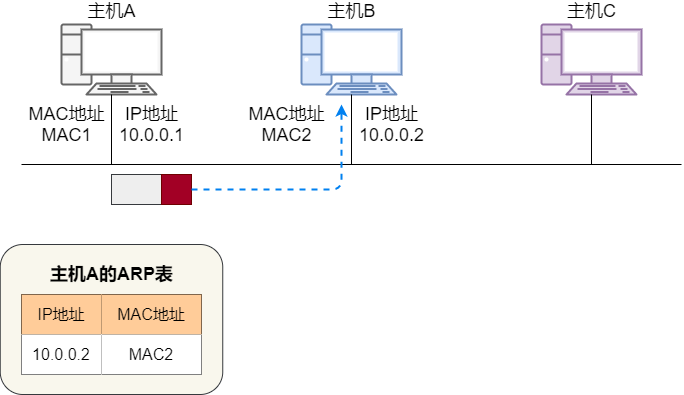 主机A
主机B
主机C
MAC地址
MAC1
IP地址
10.0.0.1
MAC地址
MAC2
IP地址
10.0.0.2
主机A的ARP表
IP地址 MAC地址
10.0.0.2 MAC2